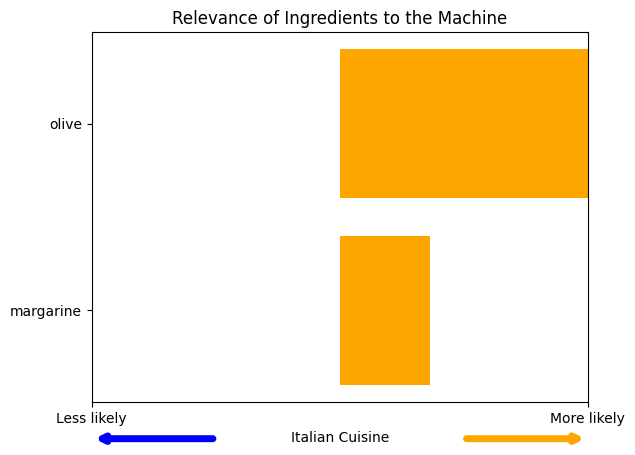 Relevance of Ingredients to the Machine
olive
margarine
Less likely
More likely
Italian Cuisine